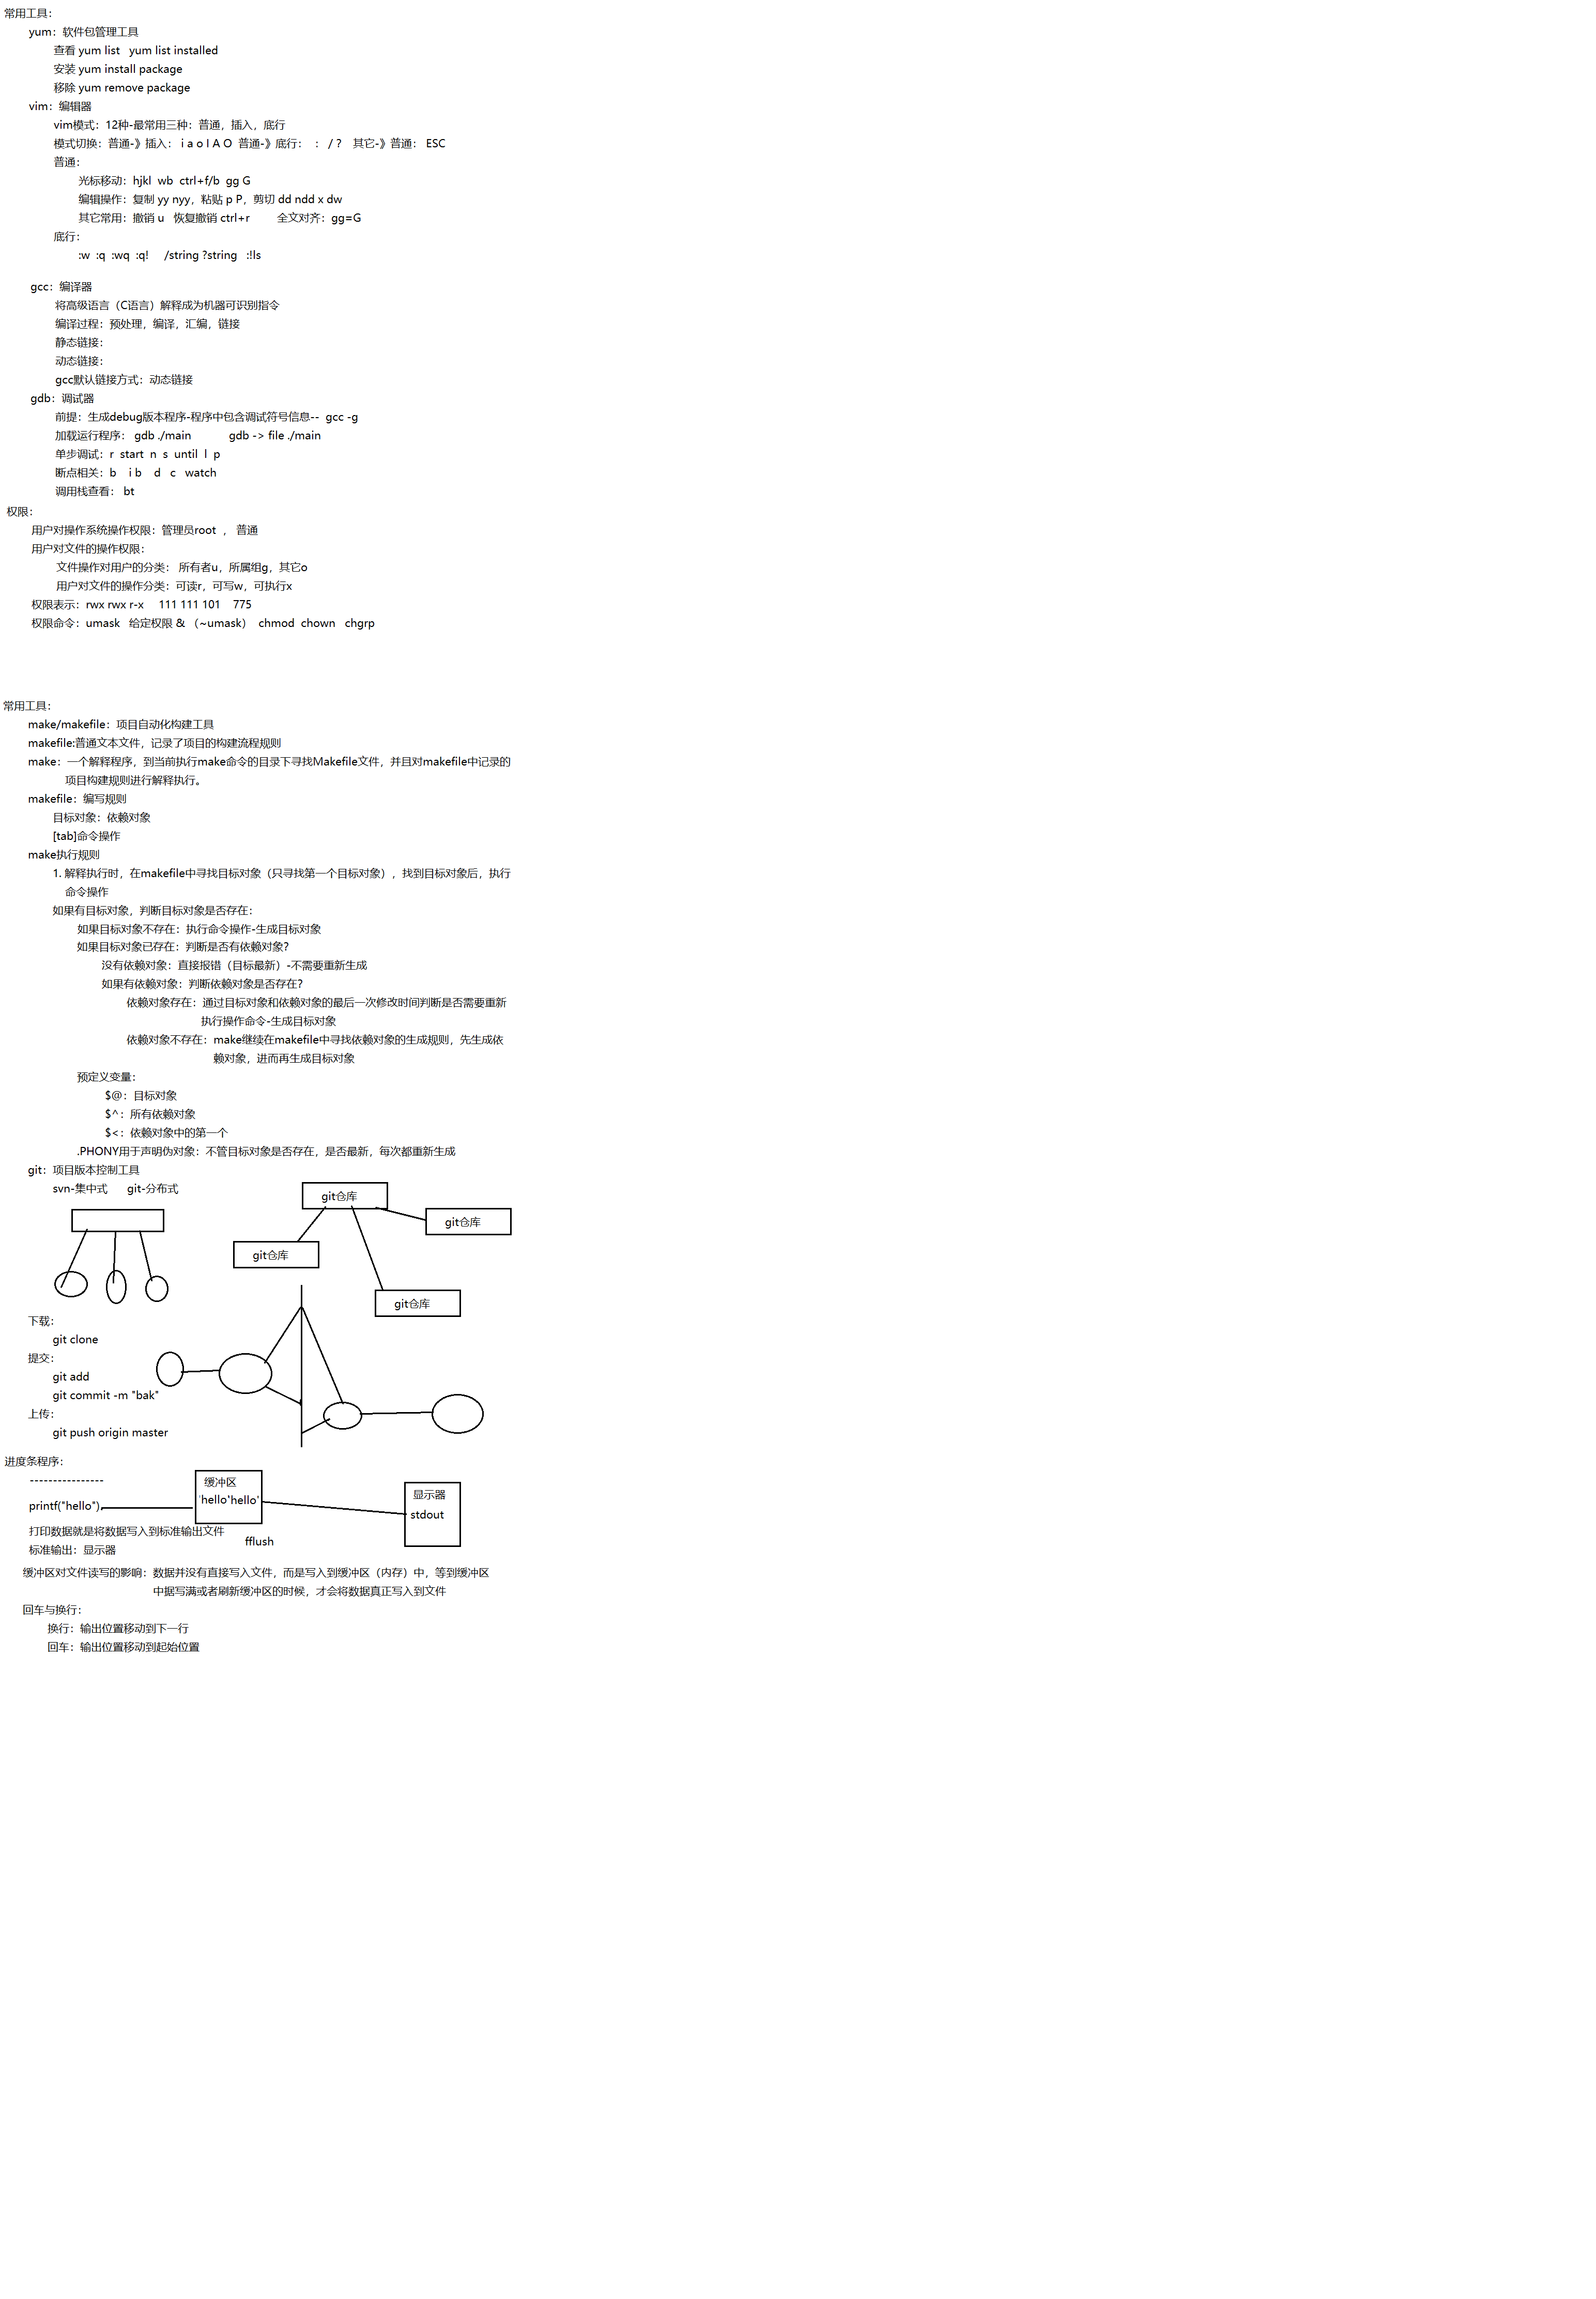 常用工具：
yum：软件包管理工具
查看 yum list   yum list installed
安装 yum install package
移除 yum remove package
vim：编辑器
vim模式：12种-最常用三种：普通，插入，底行
模式切换：普通-》插入： i a o I A O  普通-》底行：  ： / ？  其它-》普通： ESC
普通：
光标移动：hjkl  wb  ctrl+f/b  gg G
编辑操作：复制 yy nyy，粘贴 p P，剪切 dd ndd x dw
其它常用：撤销 u   恢复撤销 ctrl+r         全文对齐：gg=G
底行：
:w  :q  :wq  :q!     /string ?string   :!ls
gcc：编译器
将高级语言（C语言）解释成为机器可识别指令
编译过程：预处理，编译，汇编，链接
静态链接：
动态链接：
gcc默认链接方式：动态链接
gdb：调试器
前提：生成debug版本程序-程序中包含调试符号信息--  gcc -g
加载运行程序： gdb ./main            gdb -> file ./main
单步调试：r  start  n  s  until  l  p
断点相关：b    i b    d   c   watch
调用栈查看： bt
权限：
用户对操作系统操作权限：管理员root  ， 普通
用户对文件的操作权限：
文件操作对用户的分类： 所有者u，所属组g，其它o
用户对文件的操作分类：可读r，可写w，可执行x
权限表示：rwx rwx r-x     111 111 101    775
权限命令：umask   给定权限 & （~umask）  chmod  chown   chgrp
常用工具：
make/makefile：项目自动化构建工具
makefile:普通文本文件，记录了项目的构建流程规则
make：一个解释程序，到当前执行make命令的目录下寻找Makefile文件，并且对makefile中记录的
项目构建规则进行解释执行。
makefile：编写规则
目标对象：依赖对象
[tab]命令操作
make执行规则
1. 解释执行时，在makefile中寻找目标对象（只寻找第一个目标对象），找到目标对象后，执行
命令操作
如果有目标对象，判断目标对象是否存在：
如果目标对象不存在：执行命令操作-生成目标对象
如果目标对象已存在：判断是否有依赖对象？
没有依赖对象：直接报错（目标最新）-不需要重新生成
如果有依赖对象：判断依赖对象是否存在？
依赖对象存在：通过目标对象和依赖对象的最后一次修改时间判断是否需要重新
执行操作命令-生成目标对象
依赖对象不存在：make继续在makefile中寻找依赖对象的生成规则，先生成依
赖对象，进而再生成目标对象
预定义变量：
$@：目标对象
$^：所有依赖对象
$<：依赖对象中的第一个
.PHONY用于声明伪对象：不管目标对象是否存在，是否最新，每次都重新生成
git：项目版本控制工具
svn-集中式      git-分布式
git仓库
git仓库
git仓库
git仓库
下载：
git clone
提交：
git add
git commit -m "bak"
上传：
git push origin master
进度条程序：
----------------
缓冲区
'hello'hello'
显示器
stdout
printf("hello")
打印数据就是将数据写入到标准输出文件
fflush
标准输出：显示器
缓冲区对文件读写的影响：数据并没有直接写入文件，而是写入到缓冲区（内存）中，等到缓冲区
中据写满或者刷新缓冲区的时候，才会将数据真正写入到文件
回车与换行：
换行：输出位置移动到下一行
回车：输出位置移动到起始位置